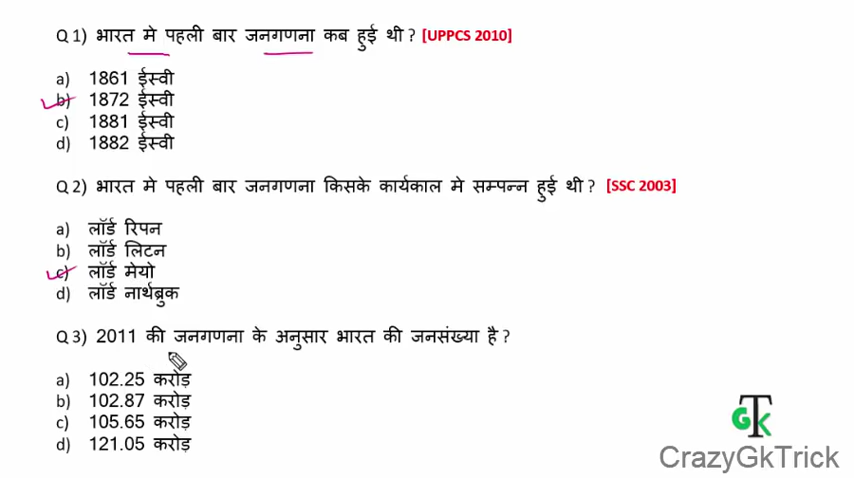 Q 1) भारत मे पहली बार जनगणना कब हुई थी ? [UPPCS 2010]
a) 1861 ईस्वी
b) 1872 ईस्वी
c) 1881 ईस्वी
d) 1882 ईस्वी
Q 2) भारत मे पहली बार जनगणना किसके कार्यकाल मे सम्पन्न हुई थी ? [SSC 2003]
a) लॉर्ड रिपन
b) लॉर्ड लिटन
c) लॉर्ड मेयो
d) लॉर्ड नार्थब्रुक
Q 3) 2011 की जनगणना के अनुसार भारत की जनसंख्या है ?
a) 102.25 करोड़
b) 102.87 करोड़
c) 105.65 करोड़
d) 121.05 करोड़
GTK
CrazyGkTrick